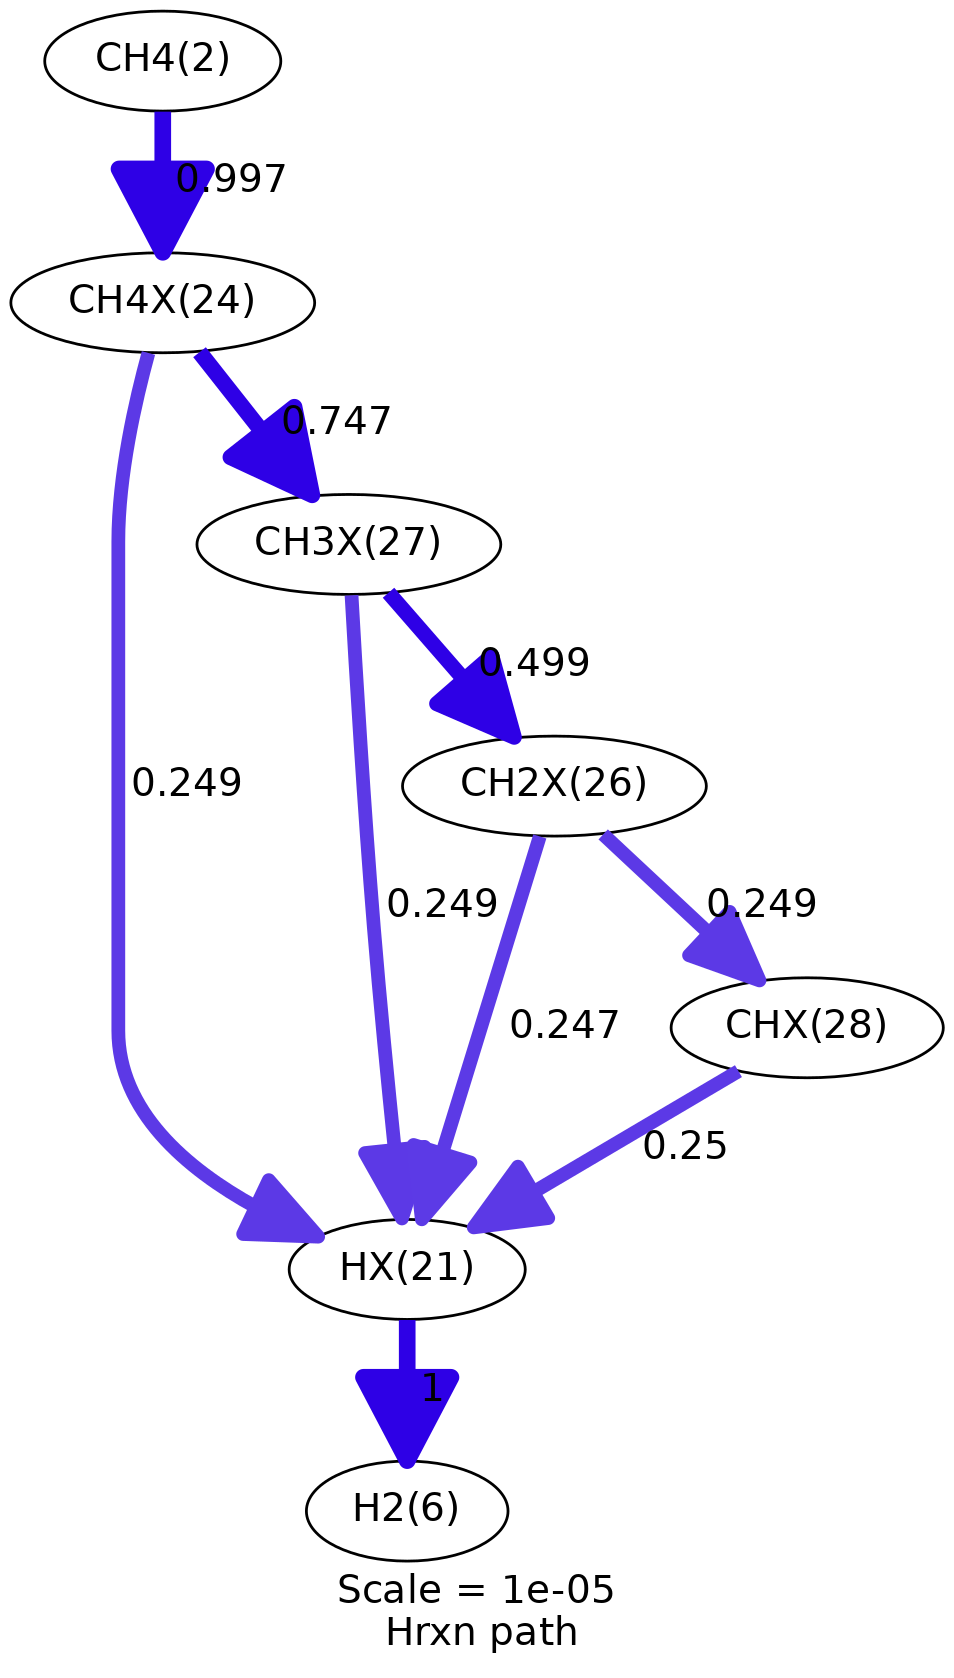 CH4(2)
0.997
CH4X(24)
0.747
CH3X(27)
0.499
CH2X(26)
0.249
0.249
0.249
0.247
CHX(28)
0.25
HX(21)
1
H2(6)
Scale = 1e-05
Hrxn path